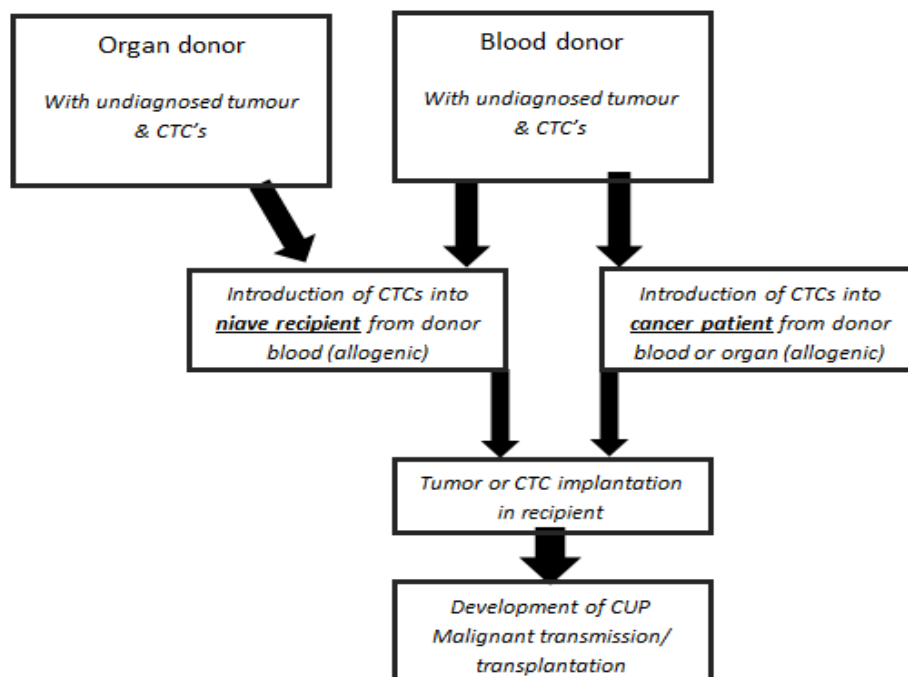 Organ donor
With undiagnosed tumour
& CTC's
Blood donor
With undiagnosed tumour
& CTC's
Introduction of CTCs into
niave recipient from donor
blood (allogenic)
Introduction of CTCs into
cancer patient from donor
blood or organ (allogenic)
Tumor or CTC implantation
in recipient
Development of CUP
Malignant transmission/
transplantation